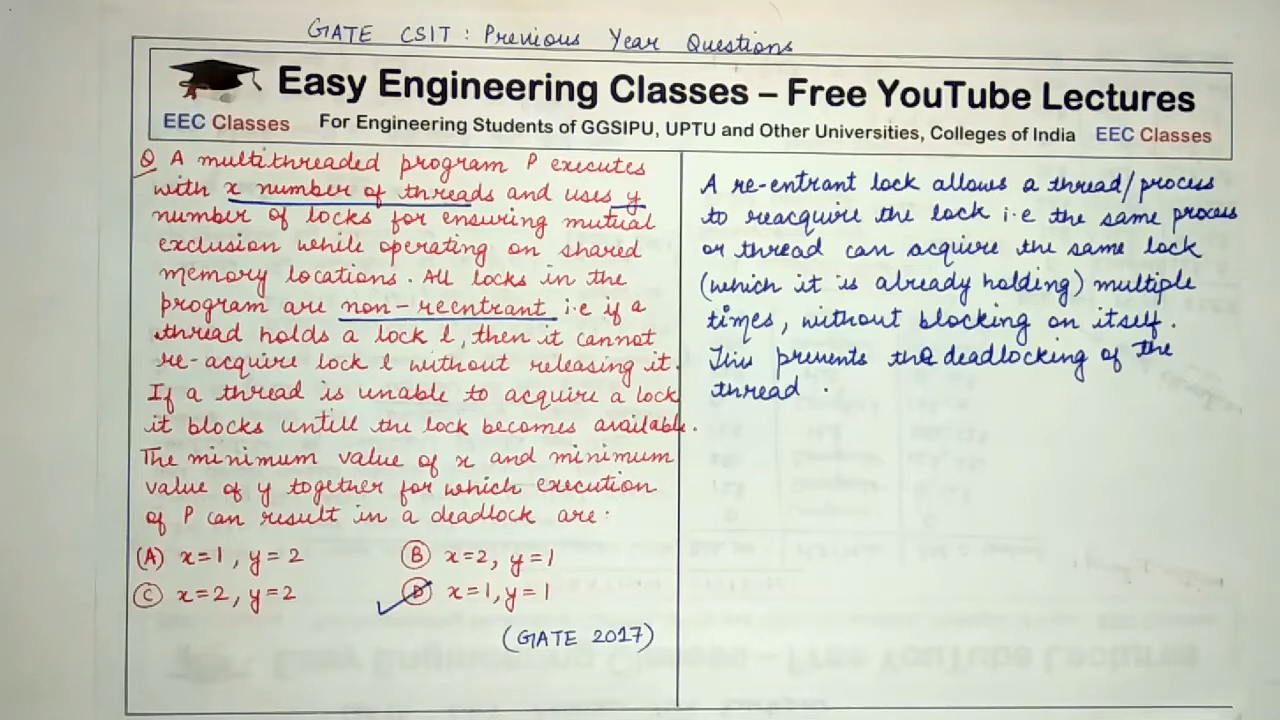 GATE CSIT : Previous Year Questions
Easy Engineering Classes – Free YouTube Lectures
EEC Classes For Engineering Students of GGSIPU, UPTU and Other Universities, Colleges of India EEC Classes
Q A multithreaded program P executes
with x number of threads and uses y
number of locks for ensuring mutual
exclusion while operating on shared
memory locations. All locks in the
program are non-reentrant i.e if a
thread holds a lock l, then it cannot
re-acquire lock l without releasing it.
If a thread is unable to acquire a lock
it blocks untill the lock becomes available.
The minimum value of x and minimum
value of y together for which execution
of P can result in a deadlock are:
(A) x=1, y=2 (B) x=2, y=1
(C) x=2, y=2 (D) x=1, y=1
(GATE 2017)
A re-entrant lock allows a thread/process
to reacquire the lock i.e the same process
or thread can acquire the same lock
(which it is already holding) multiple
times, without blocking on itself.
This prevents the deadlocking of the
thread.